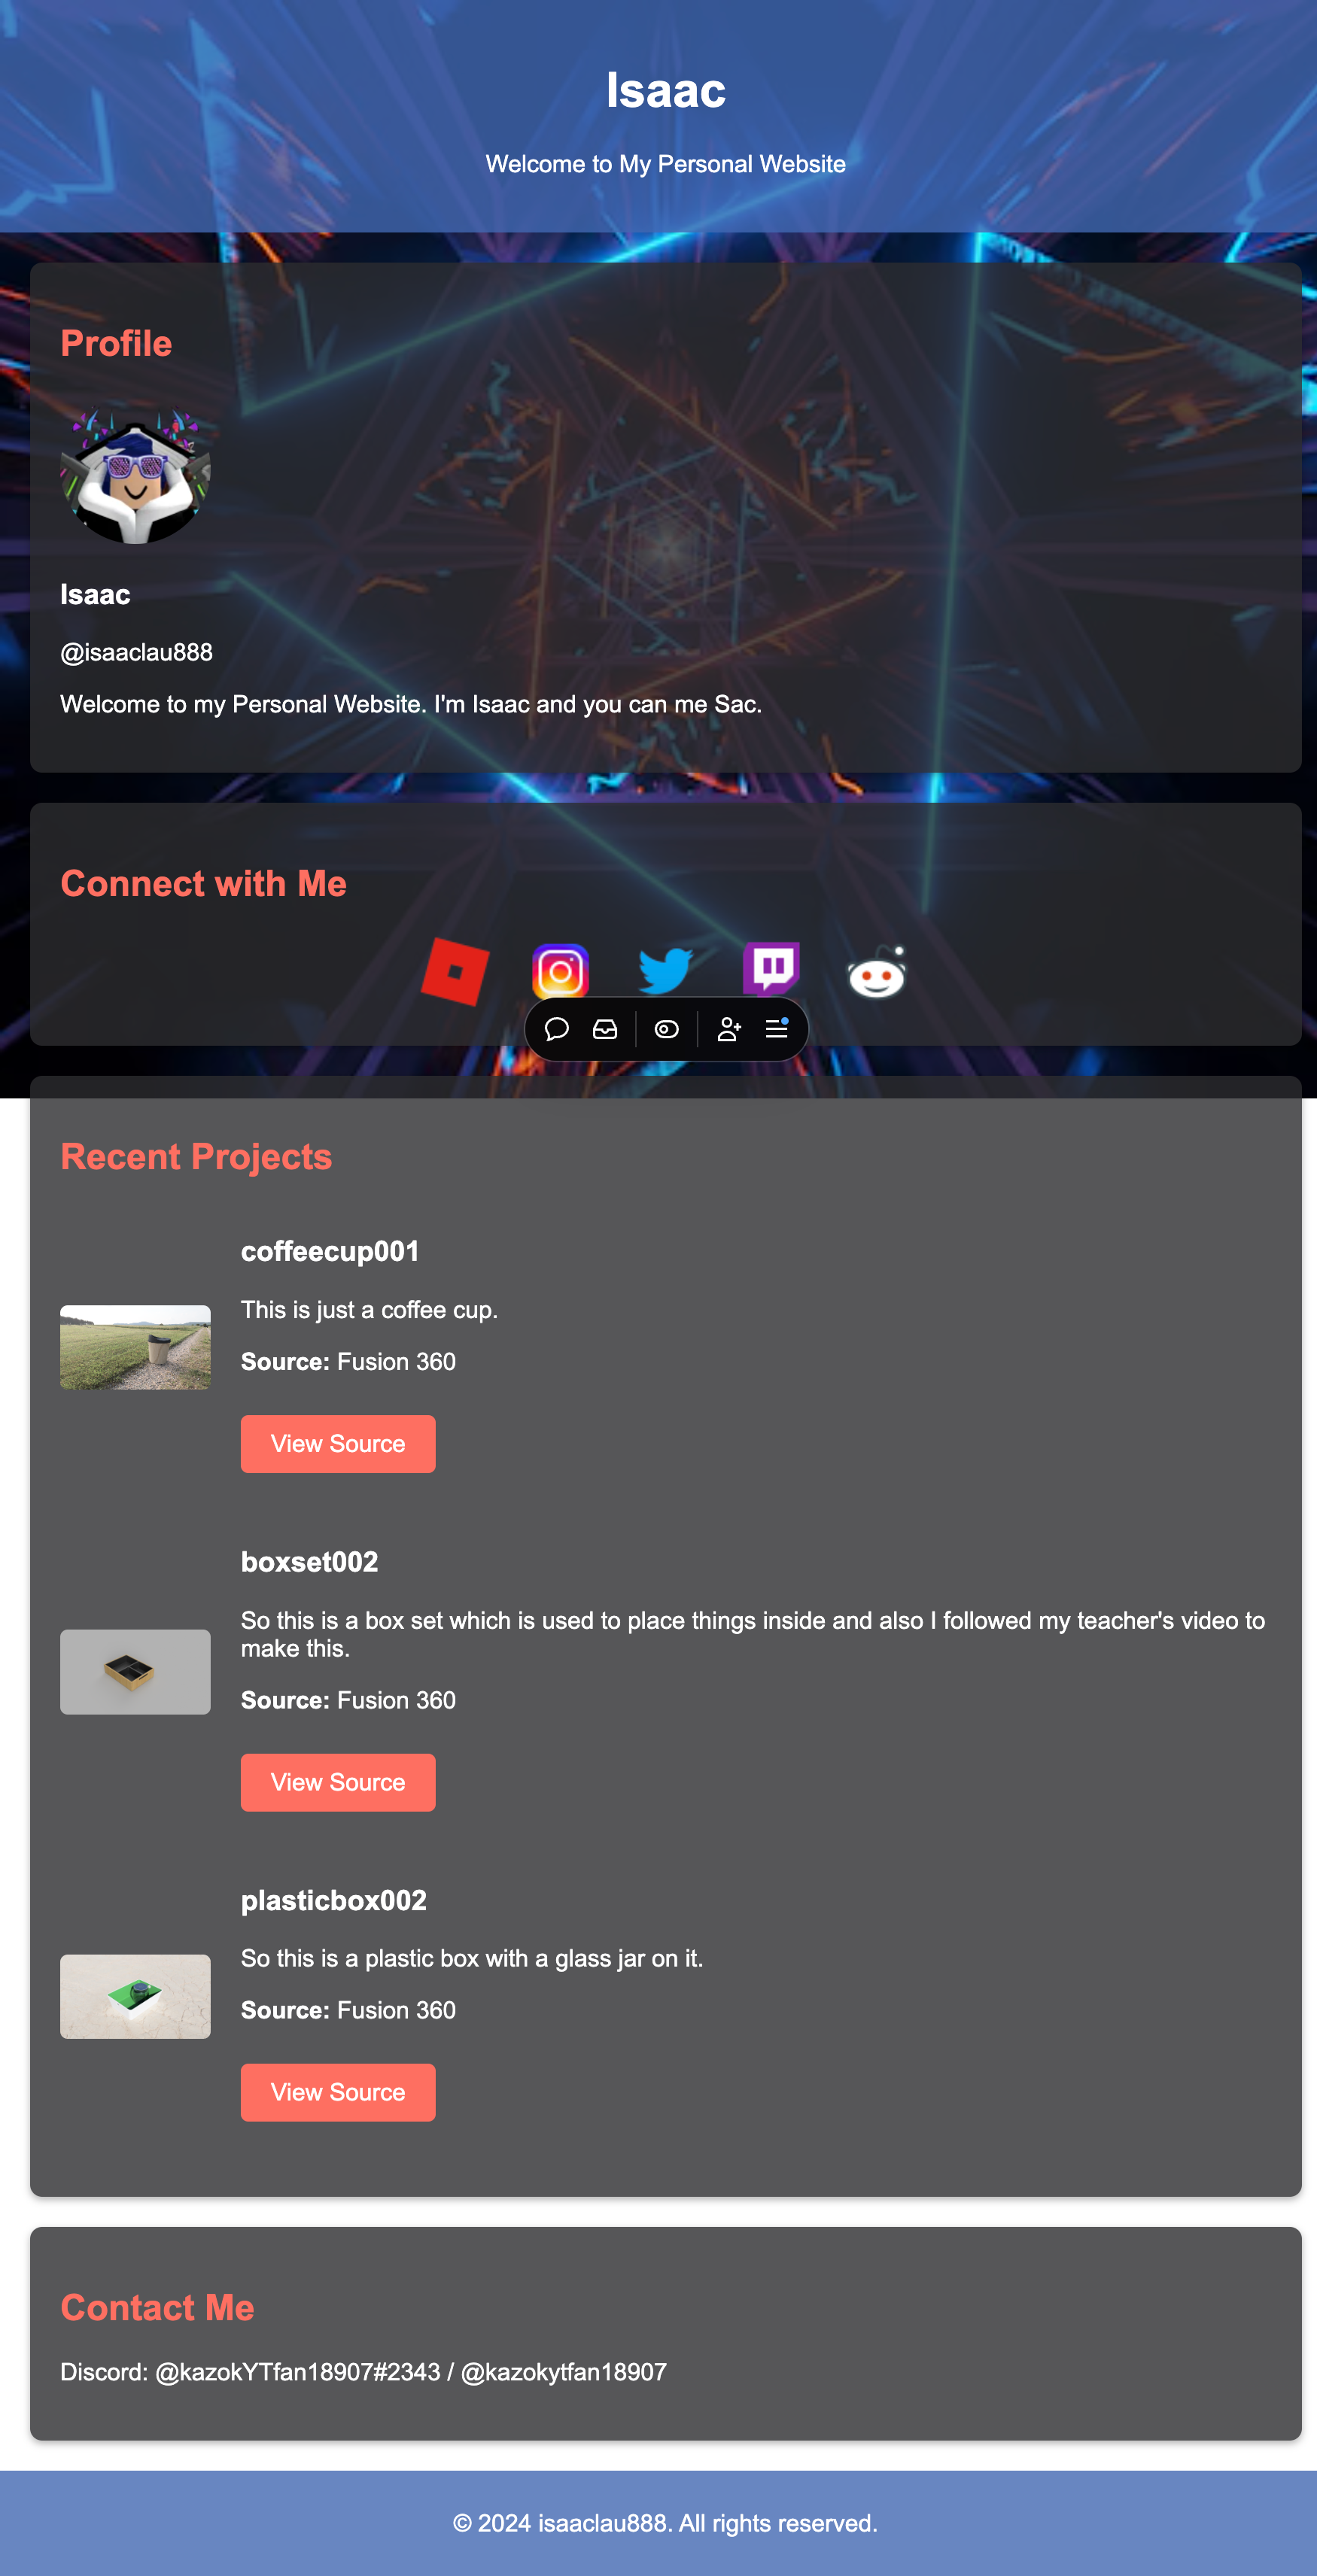 Isaac
Welcome to My Personal Website
Profile
Isaac
@isaaclau888
Welcome to my Personal Website. I'm Isaac and you can me Sac.
Connect with Me
Recent Projects
coffeecup001
This is just a coffee cup.
Source: Fusion 360
View Source
boxset002
So this is a box set which is used to place things inside and also I followed my teacher's video to
make this.
Source: Fusion 360
View Source
plasticbox002
So this is a plastic box with a glass jar on it.
Source: Fusion 360
View Source
Contact Me
Discord: @kazokYTfan18907#2343 / @kazokytfan18907
© 2024 isaaclau888. All rights reserved.